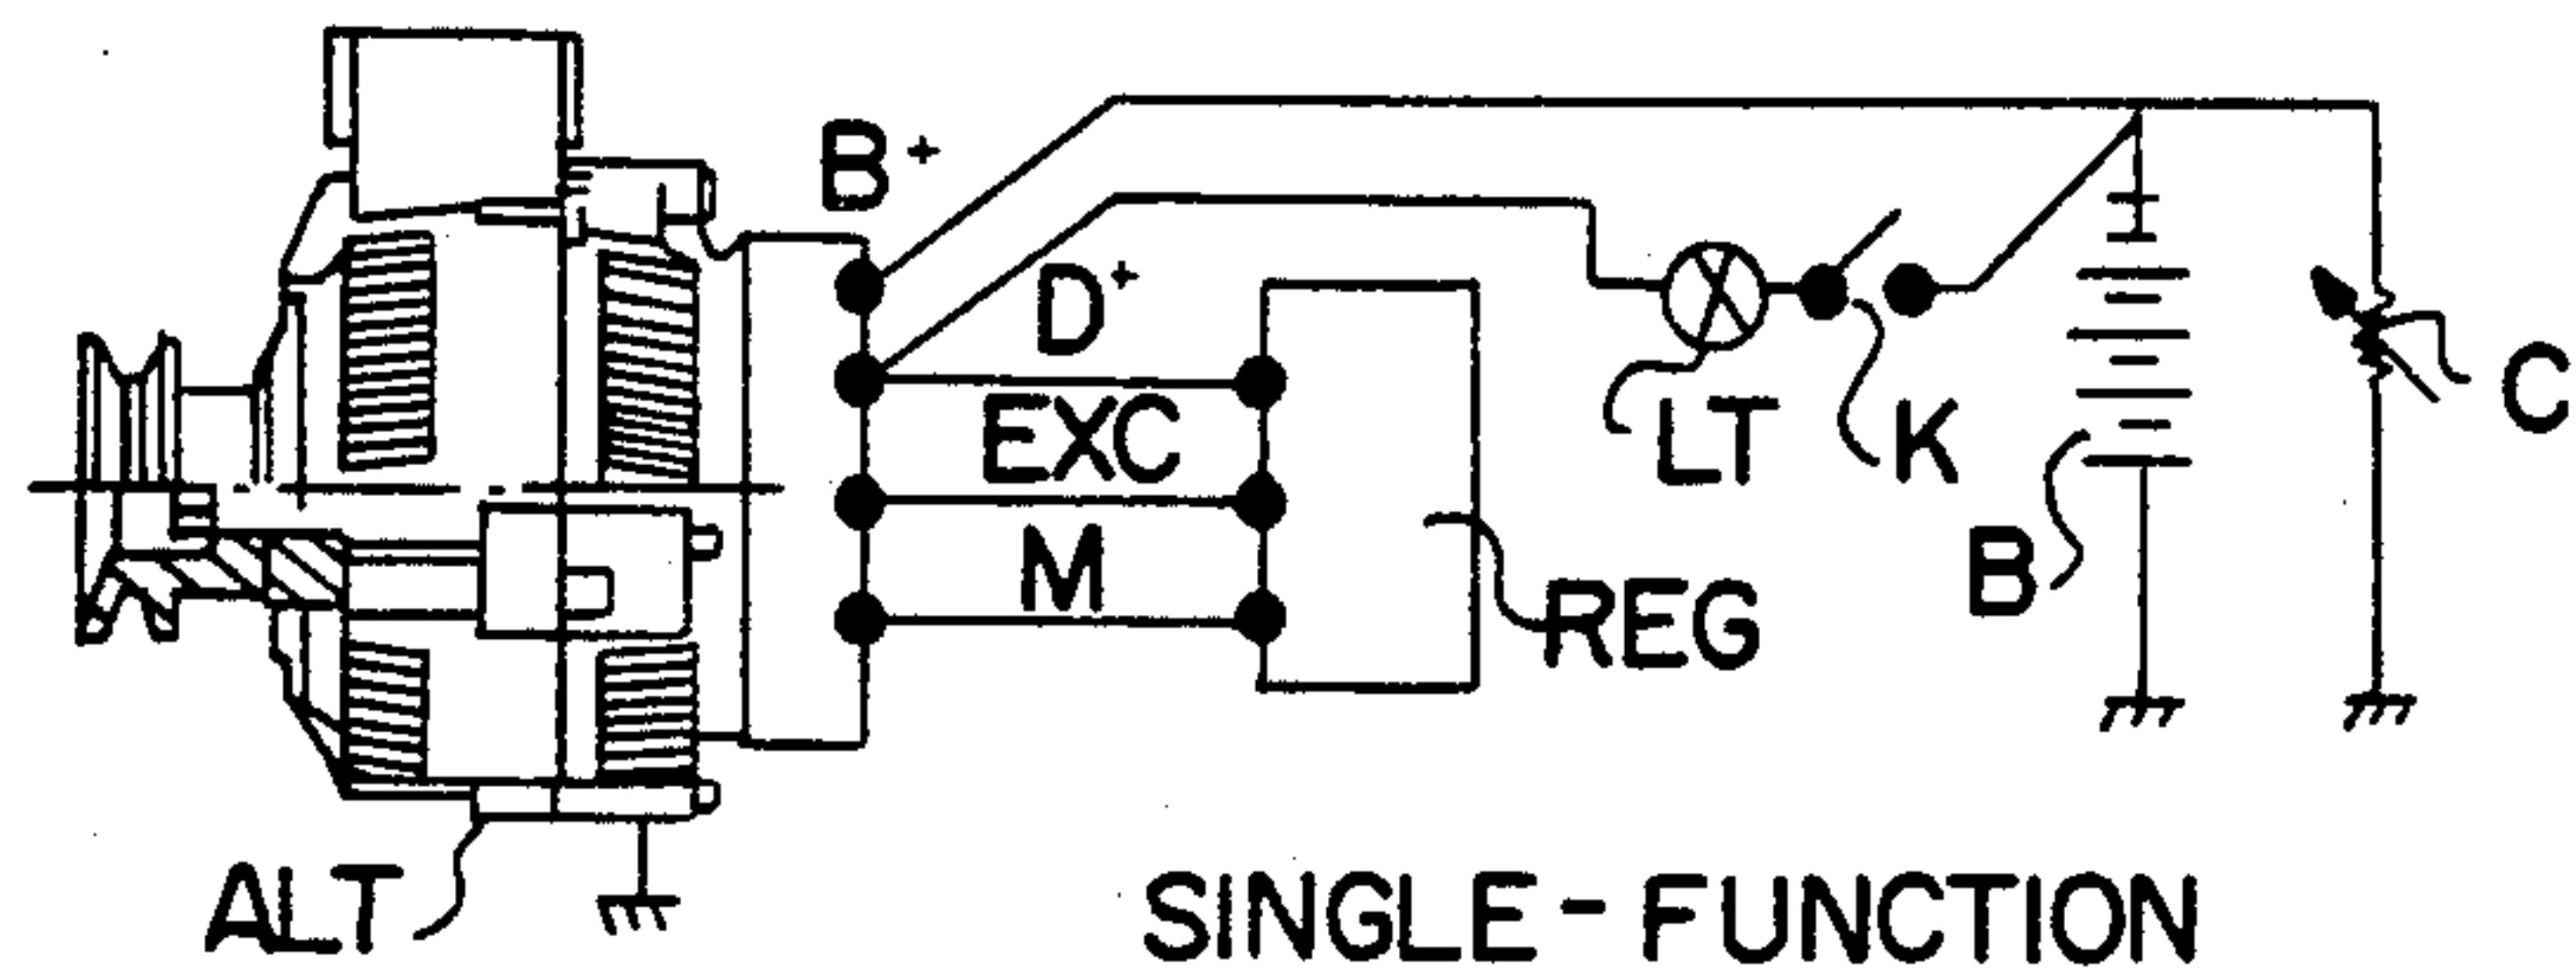 B+
D+
EXC
M
LT
K
C
B
REG
ALT
SINGLE-FUNCTION